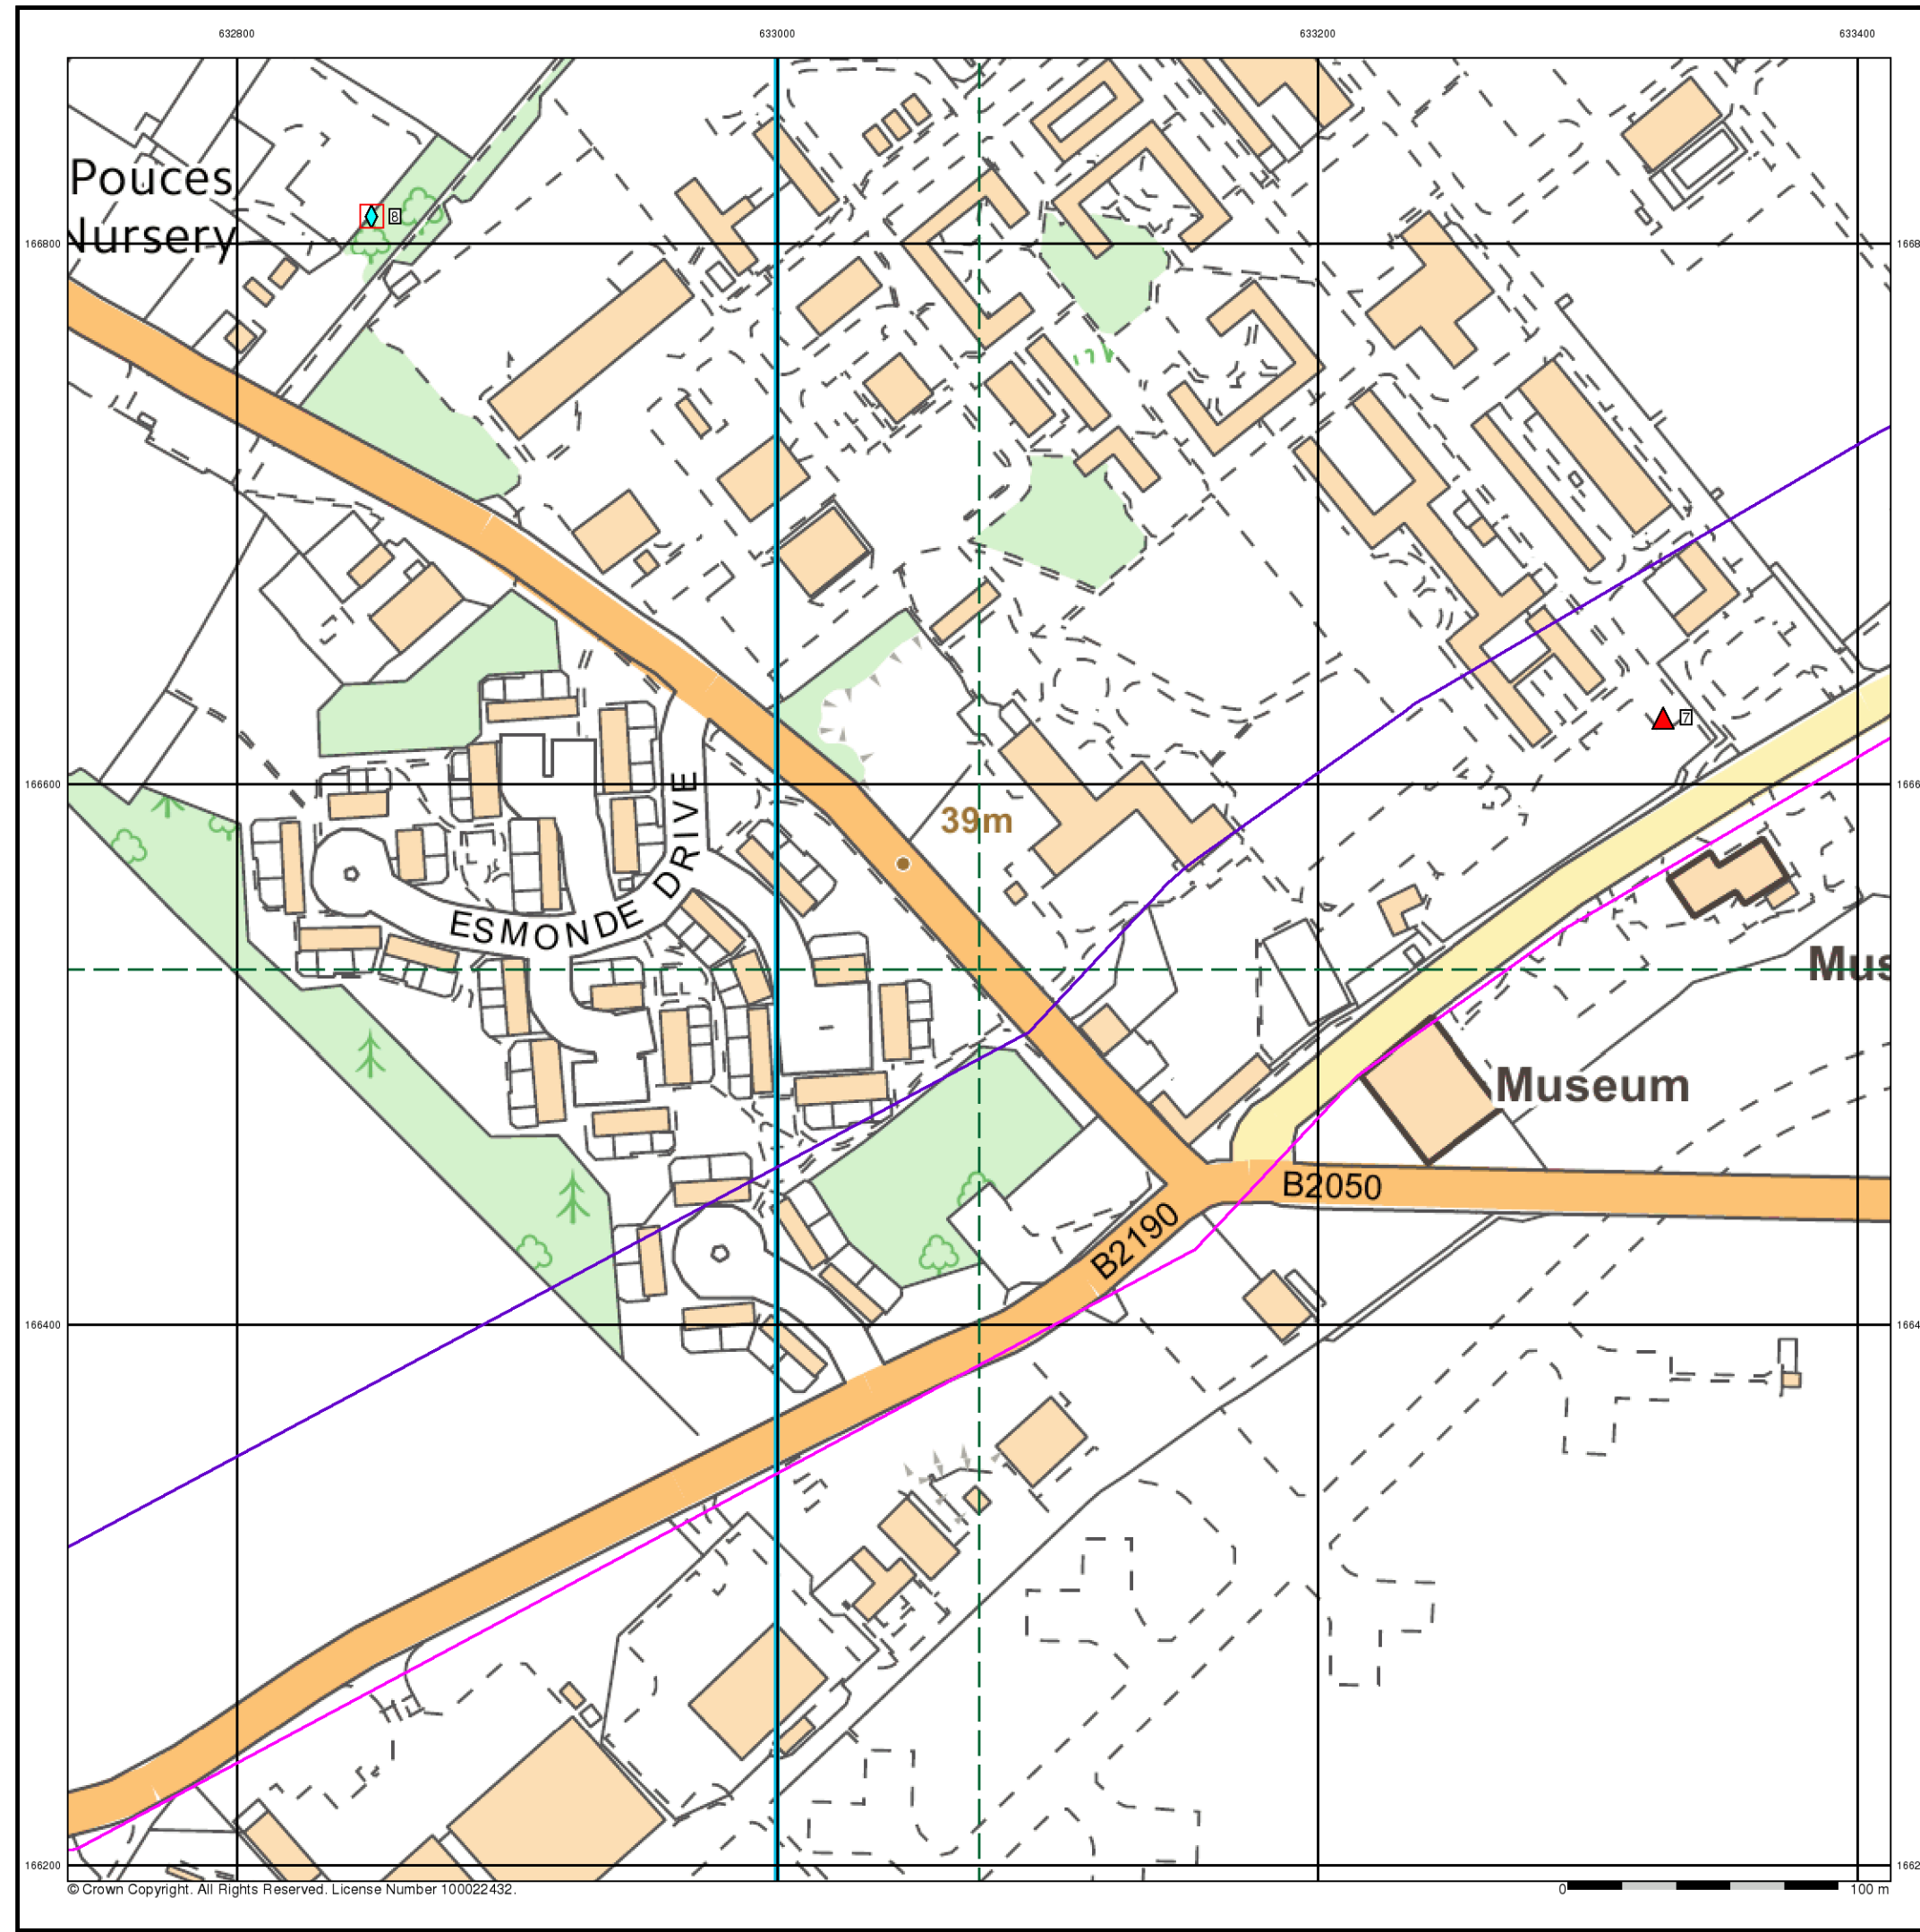 632800 633000 633200 633400
Pouces
Nursery
8
166800
7
166600
39m
ESMONDE DRIVE
Museum
B2050
B2190
166400
166200
© Crown Copyright. All Rights Reserved. License Number 100022432.
0 100 m